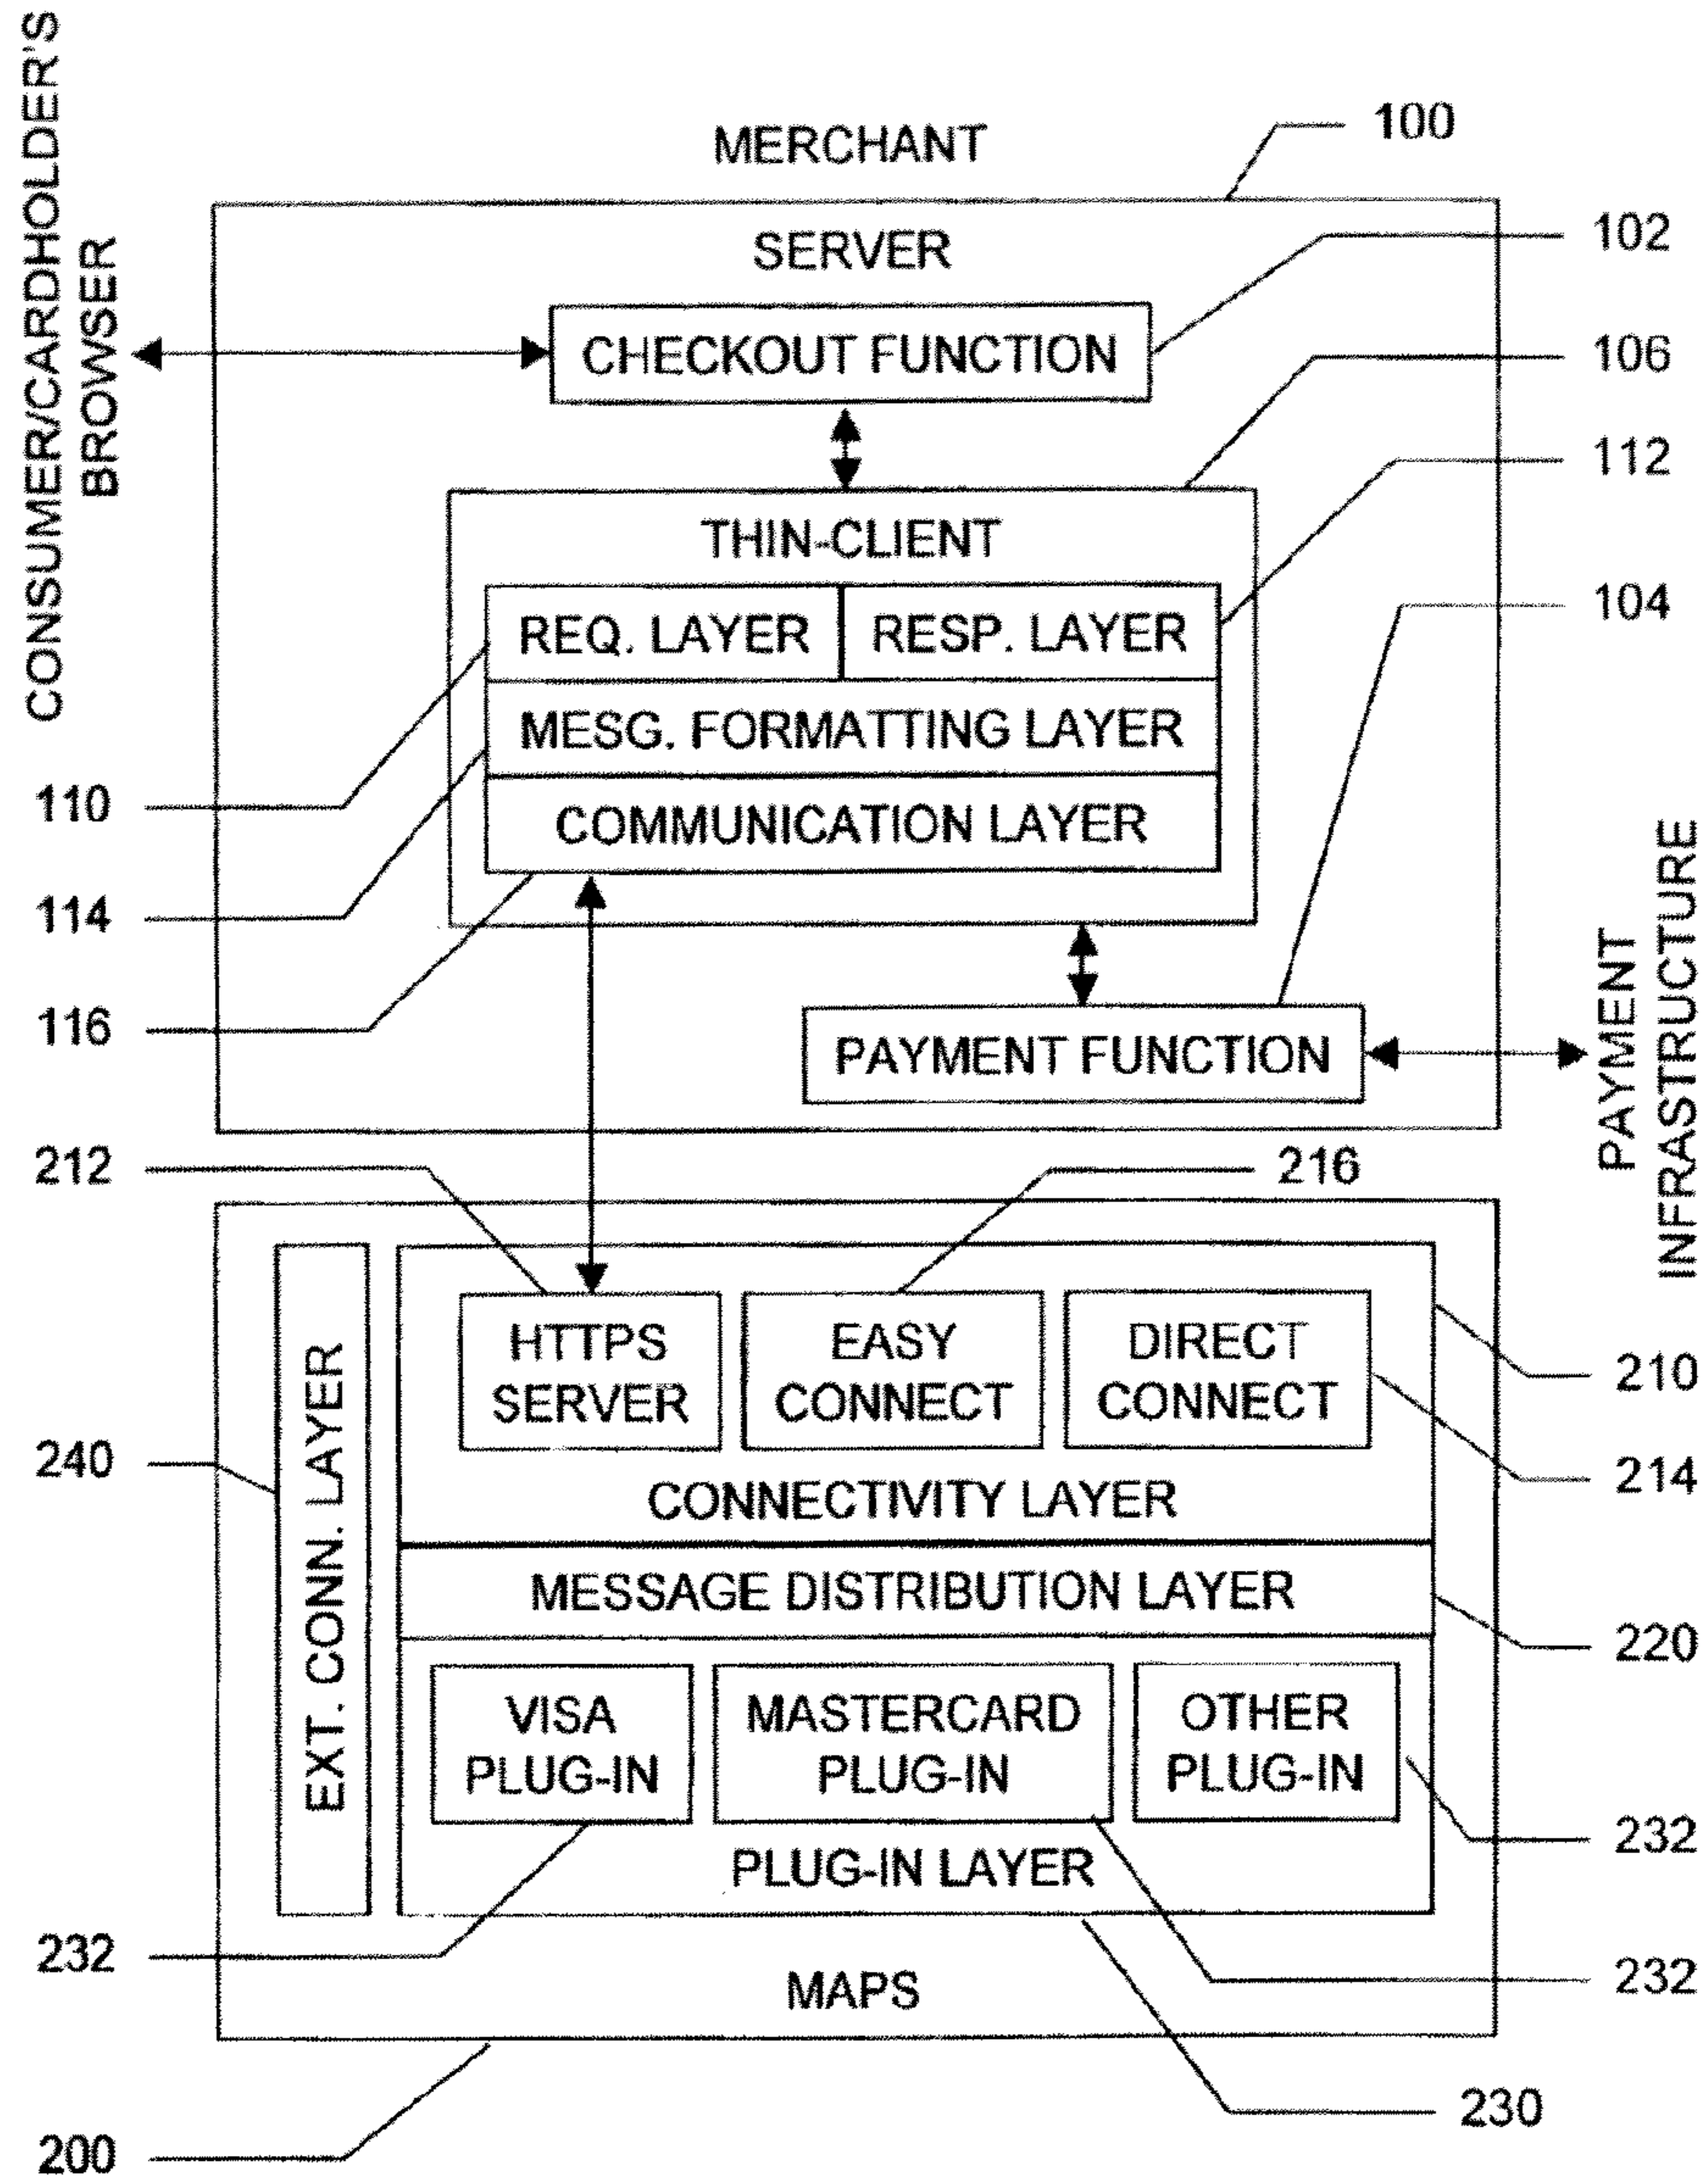 CONSUMER/CARDHOLDER'S
BROWSER
MERCHANT
100
SERVER
102
CHECKOUT FUNCTION
106
112
THIN-CLIENT
104
REQ. LAYER
RESP. LAYER
MESG. FORMATTING LAYER
110
COMMUNICATION LAYER
114
116
PAYMENT FUNCTION
PAYMENT
INFRASTRUCTURE
212
216
HTTPS
SERVER
EASY
CONNECT
DIRECT
CONNECT
210
240
214
CONNECTIVITY LAYER
EXT. CONN. LAYER
MESSAGE DISTRIBUTION LAYER
220
VISA
PLUG-IN
MASTERCARD
PLUG-IN
OTHER
PLUG-IN
232
PLUG-IN LAYER
232
232
MAPS
230
200